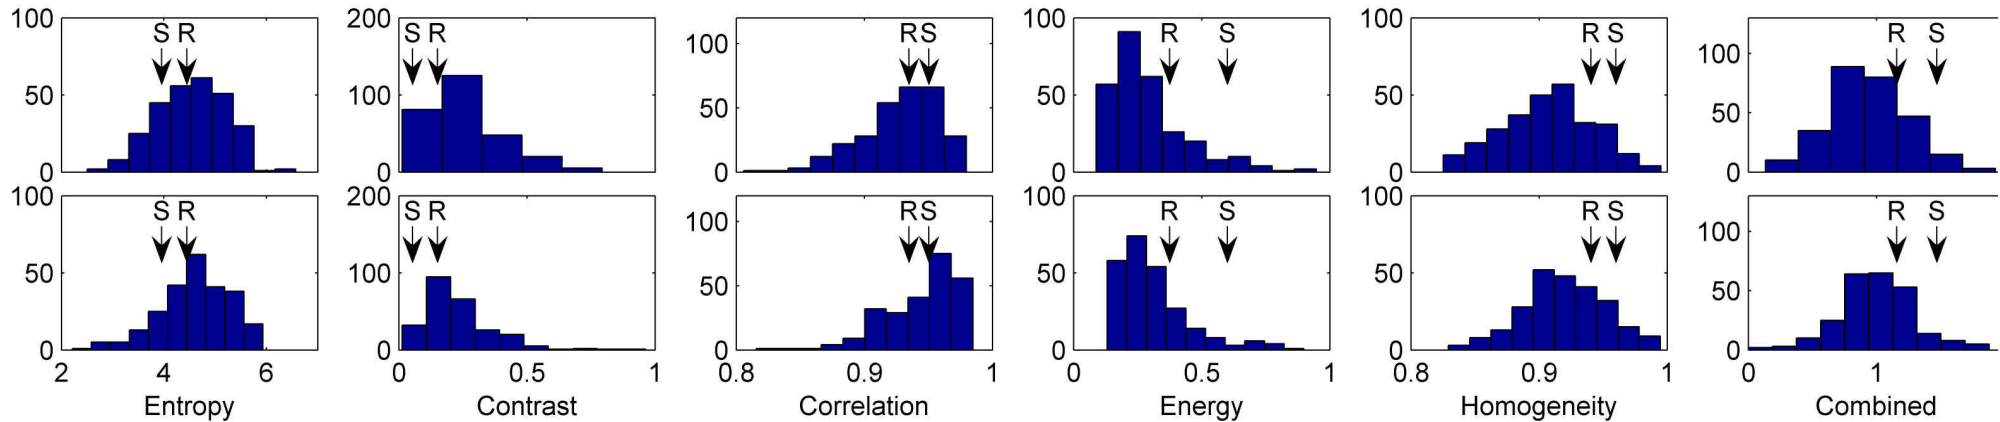 100 200 100 100 100 100
S R S R R S R S R S R S
50 100 50 50 50 50
0 0 0 0 0 0
100 200 100 100 100 100
S R S R R S R S R S R S
50 100 50 50 50 50
0 0 0 0 0 0
2 4 6 0 0.5 1 0.8 0.9 1 0 0.5 1 0.8 0.9 1 0 1
Entropy Contrast Correlation Energy Homogeneity Combined